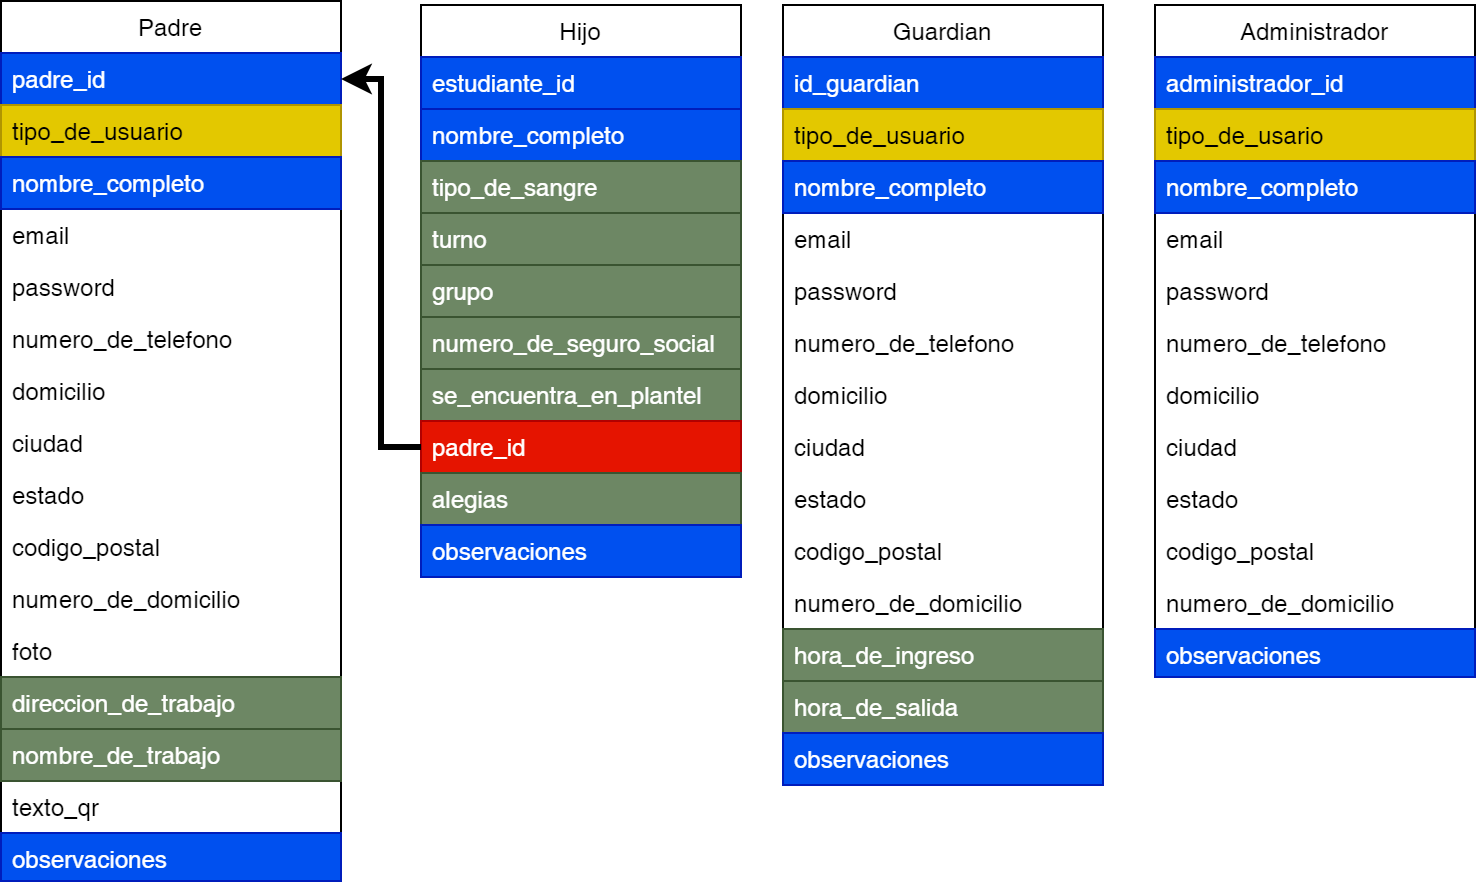 Padre
padre_id
tipo_de_usuario
nombre_completo
email
password
numero_de_telefono
domicilio
ciudad
estado
codigo_postal
numero_de_domicilio
foto
direccion_de_trabajo
nombre_de_trabajo
texto_qr
observaciones
Hijo
estudiante_id
nombre_completo
tipo_de_sangre
turno
grupo
numero_de_seguro_social
se_encuentra_en_plantel
padre_id
alegias
observaciones
Guardian
id_guardian
tipo_de_usuario
nombre_completo
email
password
numero_de_telefono
domicilio
ciudad
estado
codigo_postal
numero_de_domicilio
hora_de_ingreso
hora_de_salida
observaciones
Administrador
administrador_id
tipo_de_usario
nombre_completo
email
password
numero_de_telefono
domicilio
ciudad
estado
codigo_postal
numero_de_domicilio
observaciones